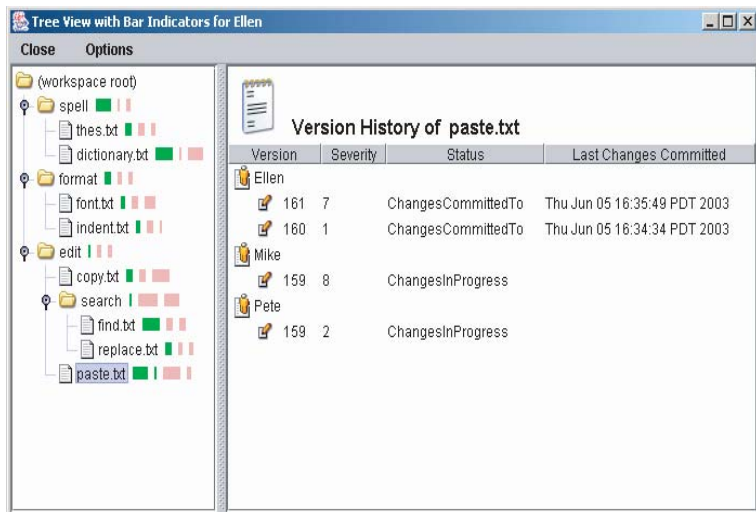 Tree View with Bar Indicators for Ellen
Close Options
(workspace root)
spell
thes.txt
dictionary.txt
format
font.txt
indent.txt
edit
copy.txt
search
find.txt
replace.txt
paste.txt
Version History of paste.txt
Version Severity Status Last Changes Committed
Ellen
161 7 ChangesCommittedTo Thu Jun 05 16:35:49 PDT 2003
160 1 ChangesCommittedTo Thu Jun 05 16:34:34 PDT 2003
Mike
159 8 ChangesInProgress
Pete
159 2 ChangesInProgress